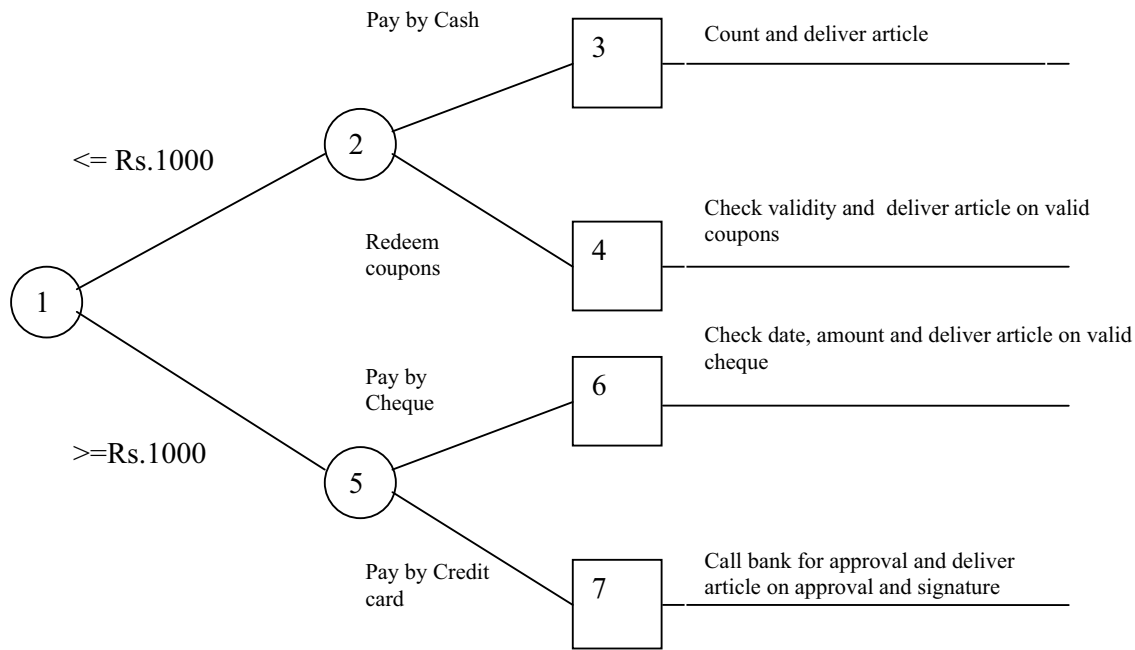 Pay by Cash
3
Count and deliver article
2
<= Rs.1000
Check validity and deliver article on valid
coupons
Redeem
coupons
4
1
Check date, amount and deliver article on valid
cheque
Pay by
Cheque
6
>=Rs.1000
5
Call bank for approval and deliver
article on approval and signature
Pay by Credit
card
7